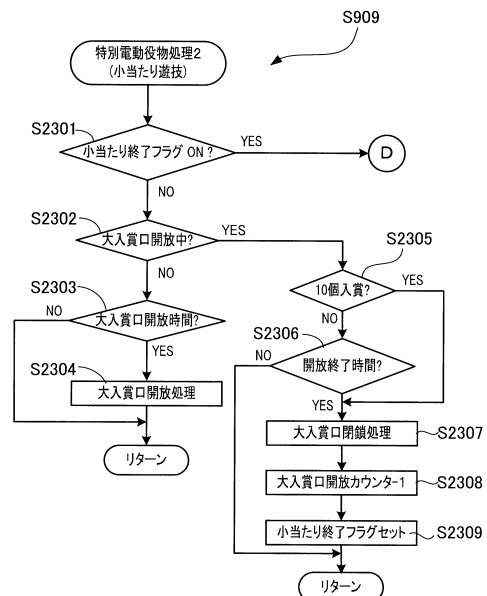 S909
特別電動役物処理2
(小当たり遊技)
S2301
小当たり終了フラグ ON ?
YES
D
NO
S2302
大入賞口開放中?
YES
NO
S2305
10個入賞?
YES
NO
S2303
NO
大入賞口開放時間?
YES
S2306
NO
開放終了時間?
YES
S2304
大入賞口開放処理
リターン
大入賞口閉鎖処理
S2307
大入賞口開放カウンター1
S2308
小当たり終了フラグセット
S2309
リターン